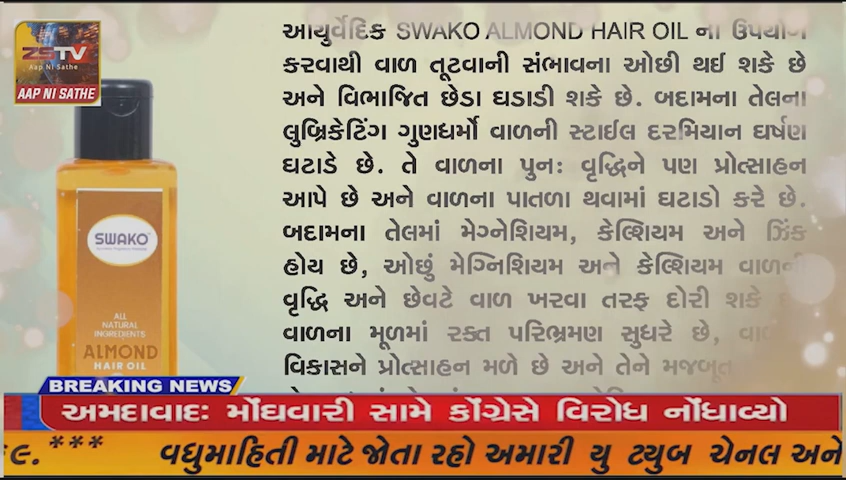 ZSTV
Aap Ni Sathe
AAP NI SATHE
આયુર્વેદિક SWAKO ALMOND HAIR OIL ના ઉપયોગ
કરવાથી વાળ તૂટવાની સંભાવના ઓછી થઈ શકે છે
અને વિભાજિત છેડા ઘડાડી શકે છે. બદામના તેલના
લુબ્રિકેટિંગ ગુણધર્મો વાળની સ્ટાઈલ દરમિયાન ઘર્ષણ
ઘટાડે છે. તે વાળના પુનઃ વૃદ્ધિને પણ પ્રોત્સાહન
આપે છે અને વાળના પાતળા થવામાં ઘટાડો કરે છે.
બદામના તેલમાં મેગ્નેશિયમ, કેલ્શિયમ અને ઝિંક
હોય છે, ઓછું મેગ્નિશિયમ અને કેલ્શિયમ વાળની
વૃદ્ધિ અને છેવટે વાળ ખરવા તરફ દોરી શકે
વાળના મૂળમાં રક્ત પરિભ્રમણ સુધરે છે,
વિકાસને પ્રોત્સાહન મળે છે અને તેને મજબૂત
SWAKO
ALL
NATURAL
INGREDIENTS
ALMOND
HAIR OIL
BREAKING NEWS
અમદાવાદઃ મોંઘવારી સામે કોંગ્રેસે વિરોધ નોંધાવ્યો
૬૯.*** વધુમાહિતી માટે જોતા રહો અમારી યુ ટ્યુબ ચેનલ અને